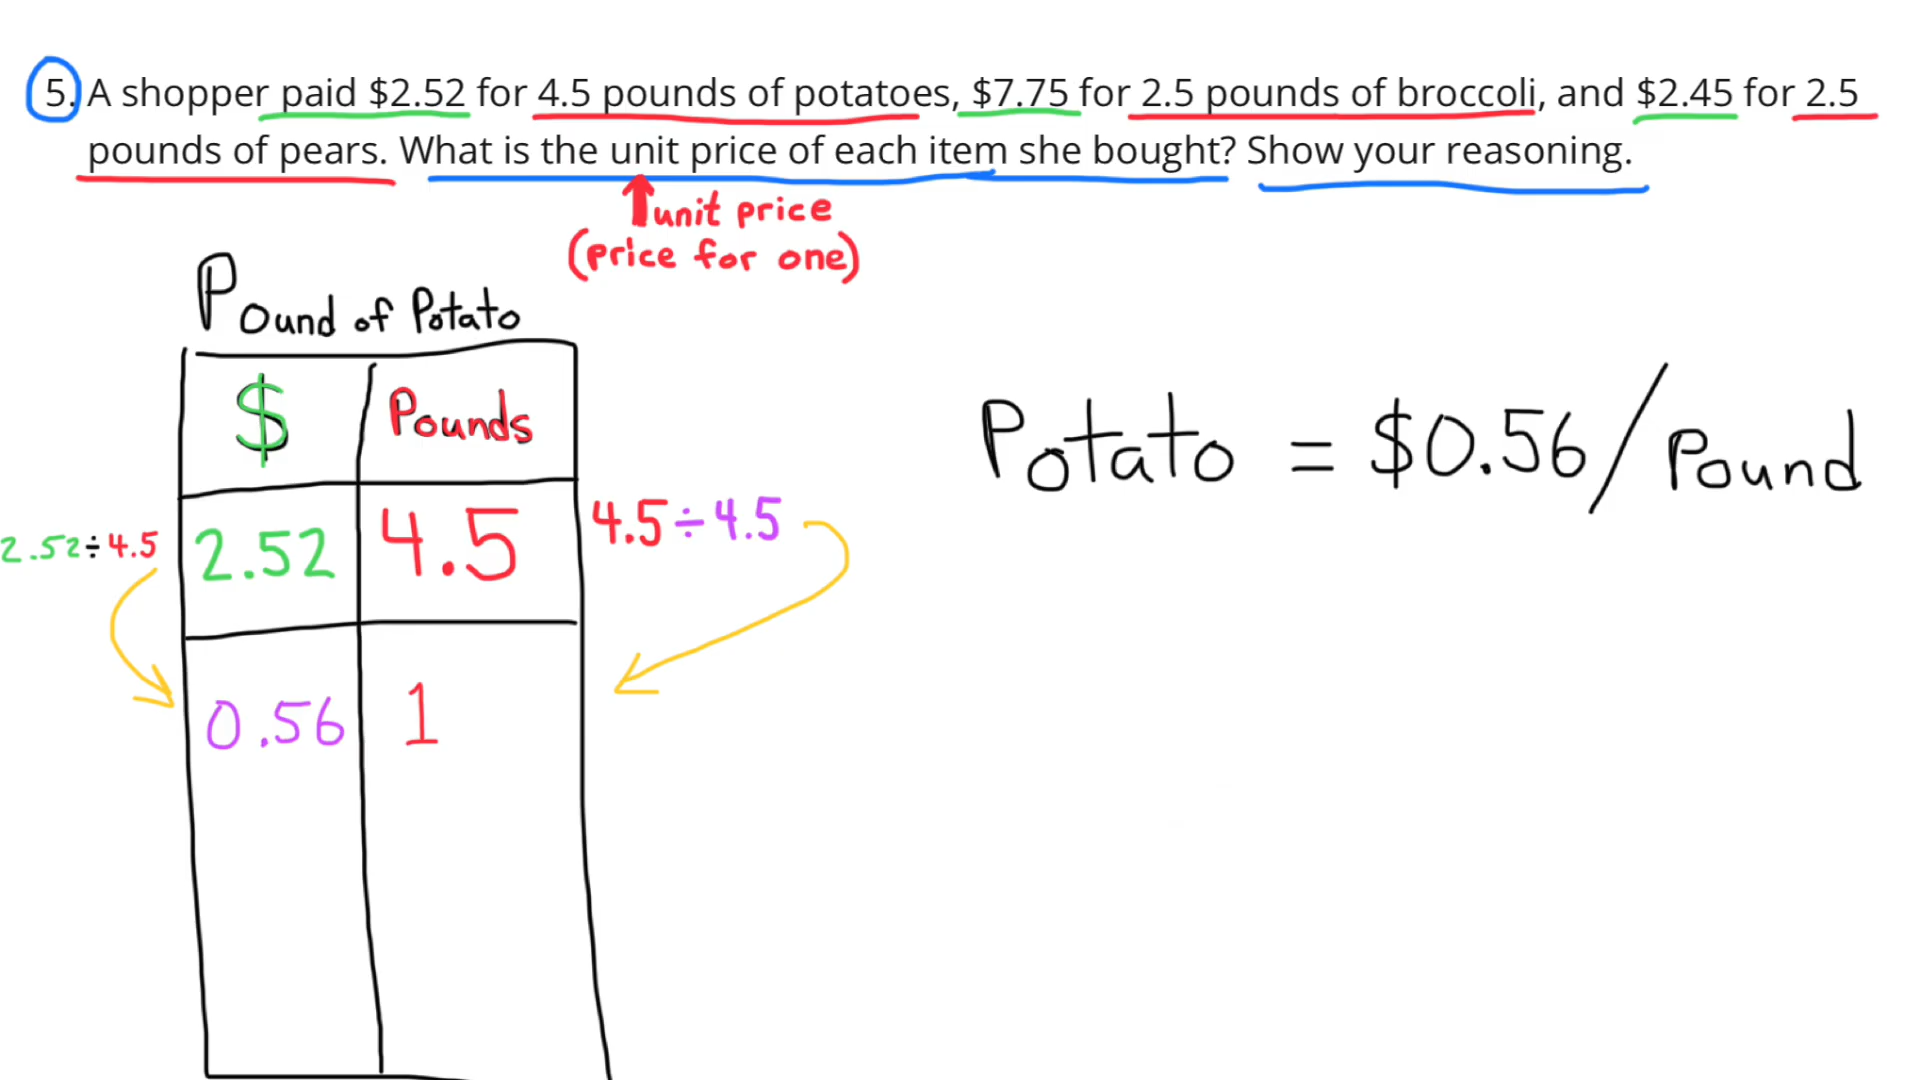 5. A shopper paid $2.52 for 4.5 pounds of potatoes, $7.75 for 2.5 pounds of broccoli, and $2.45 for 2.5
pounds of pears. What is the unit price of each item she bought? Show your reasoning.
unit price
(price for one)
Pound of Potato
$ Pounds
2.52÷4.5 2.52 4.5 4.5÷4.5
0.56 1
Potato = $0.56/Pound